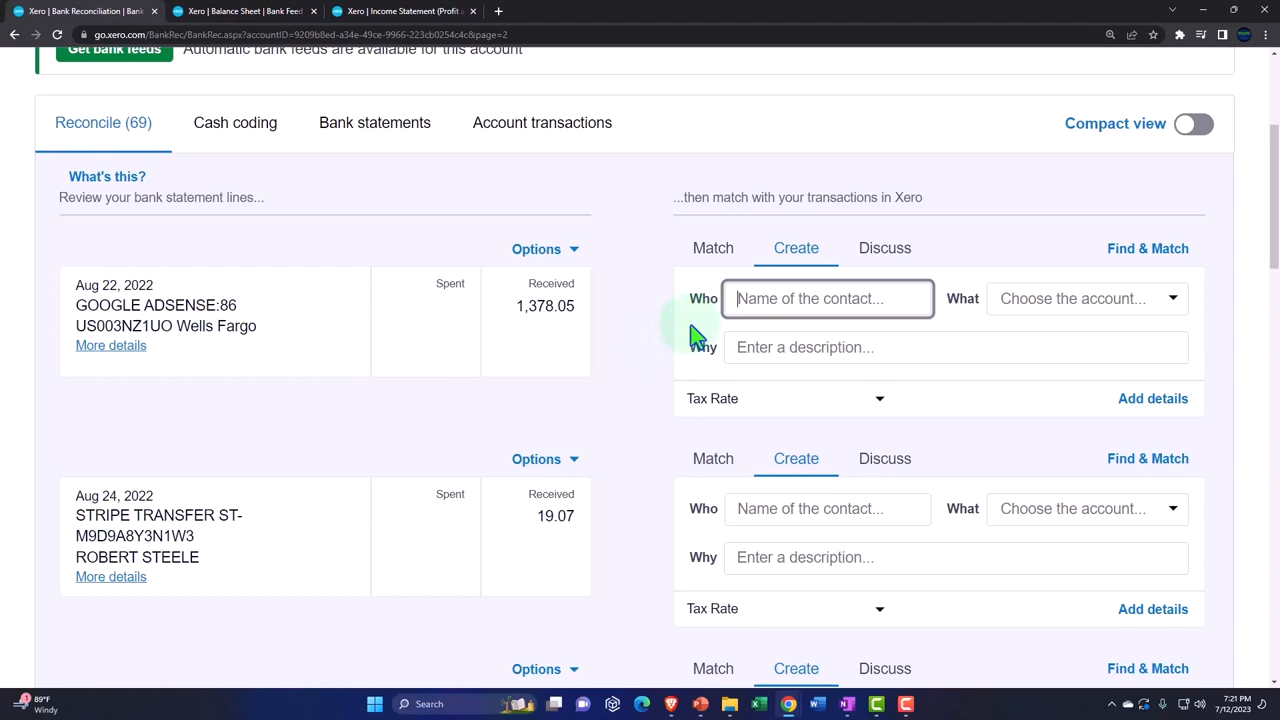 Xero | Reconciliation | Bank
Xero | Balance Sheet | Bank Feed
Xero | Income Statement (Profit a
go.xero.com/BankRec/BankRec.aspx?accountID=9209b8ed-a34e-49ce-9966-223cb0254c4c&page=2
Get bank feeds
Automatic bank feeds are available for this account
Reconcile (69)
Cash coding
Bank statements
Account transactions
Compact view
What's this?
Review your bank statement lines...
...then match with your transactions in Xero
Options
Match
Create
Discuss
Find & Match
Aug 22, 2022
GOOGLE ADSENSE:86
US003NZ1UO Wells Fargo
More details
Spent
Received
1,378.05
Who
Name of the contact...
What
Choose the account...
Why
Enter a description...
Tax Rate
Add details
Options
Match
Create
Discuss
Find & Match
Aug 24, 2022
STRIPE TRANSFER ST-
M9D9A8Y3N1W3
ROBERT STEELE
More details
Spent
Received
19.07
Who
Name of the contact...
What
Choose the account...
Why
Enter a description...
Tax Rate
Add details
Options
Match
Create
Discuss
Find & Match
89°F
Windy
Search
7:21 PM
7/12/2023